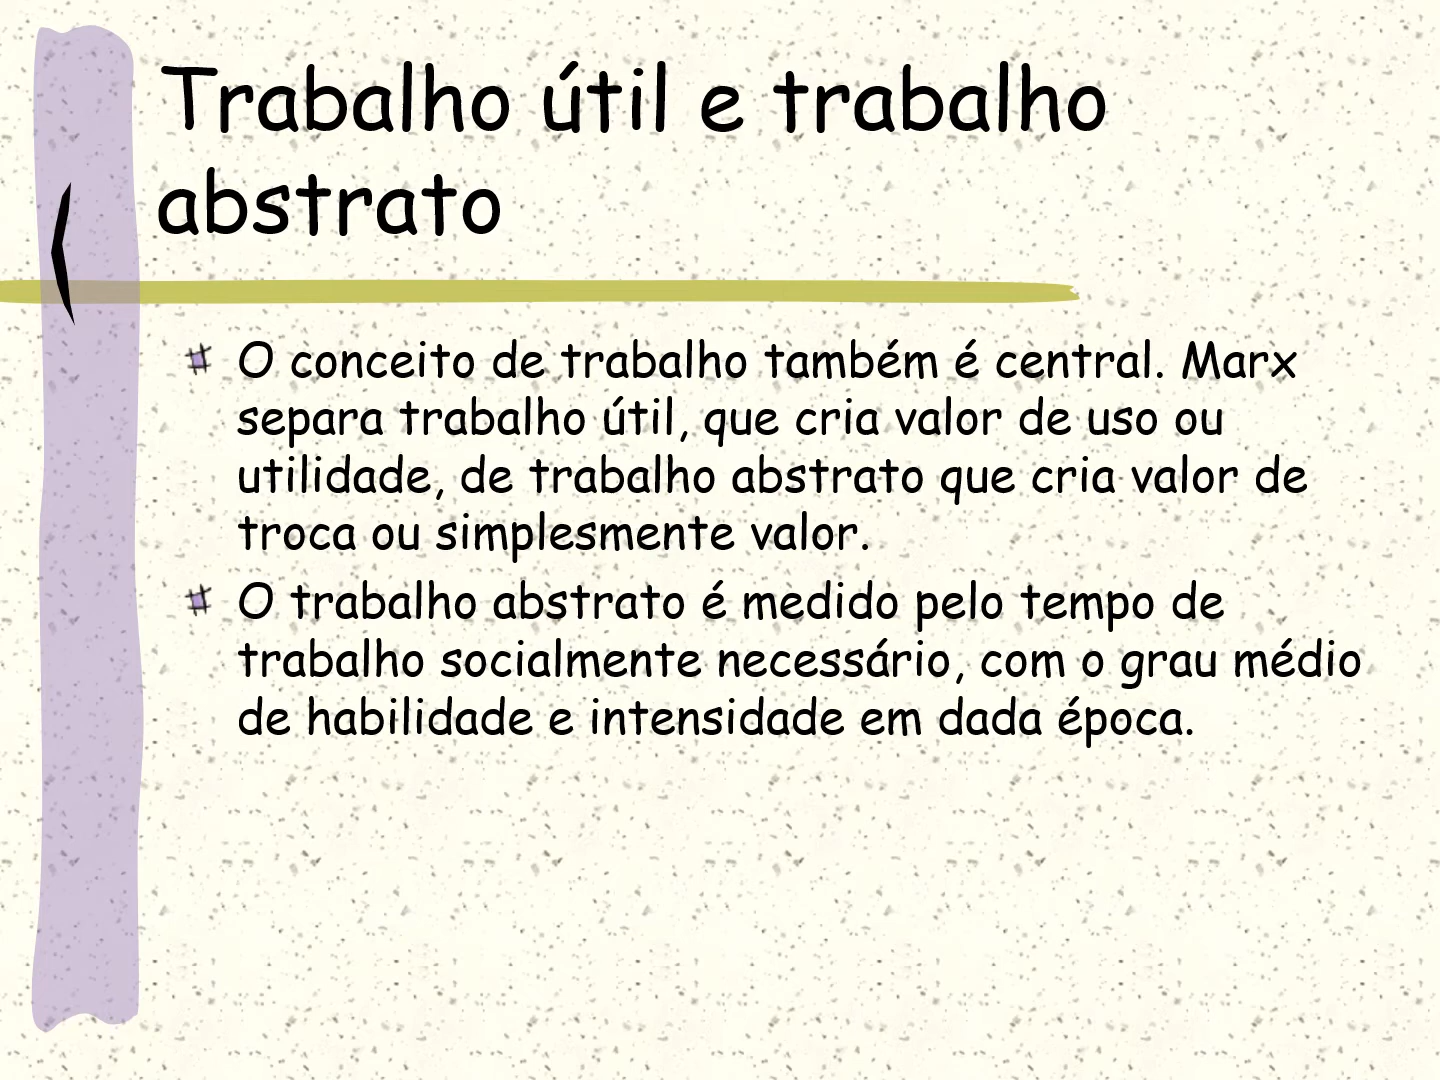 Trabalho útil e trabalho
abstrato
O conceito de trabalho também é central. Marx
separa trabalho útil, que cria valor de uso ou
utilidade, de trabalho abstrato que cria valor de
troca ou simplesmente valor.
O trabalho abstrato é medido pelo tempo de
trabalho socialmente necessário, com o grau médio
de habilidade e intensidade em dada época.